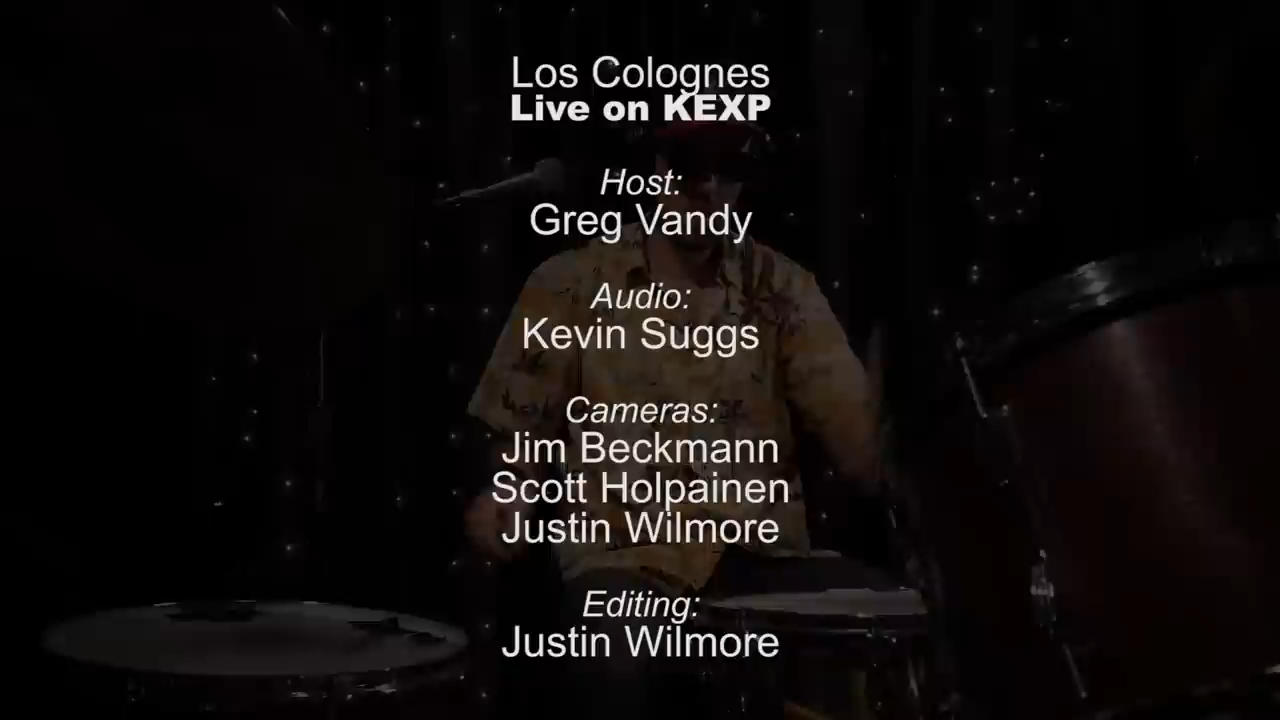 Los Colognes
Live on KEXP
Host:
Greg Vandy
Audio:
Kevin Suggs
Cameras:
Jim Beckmann
Scott Holpainen
Justin Wilmore
Editing:
Justin Wilmore